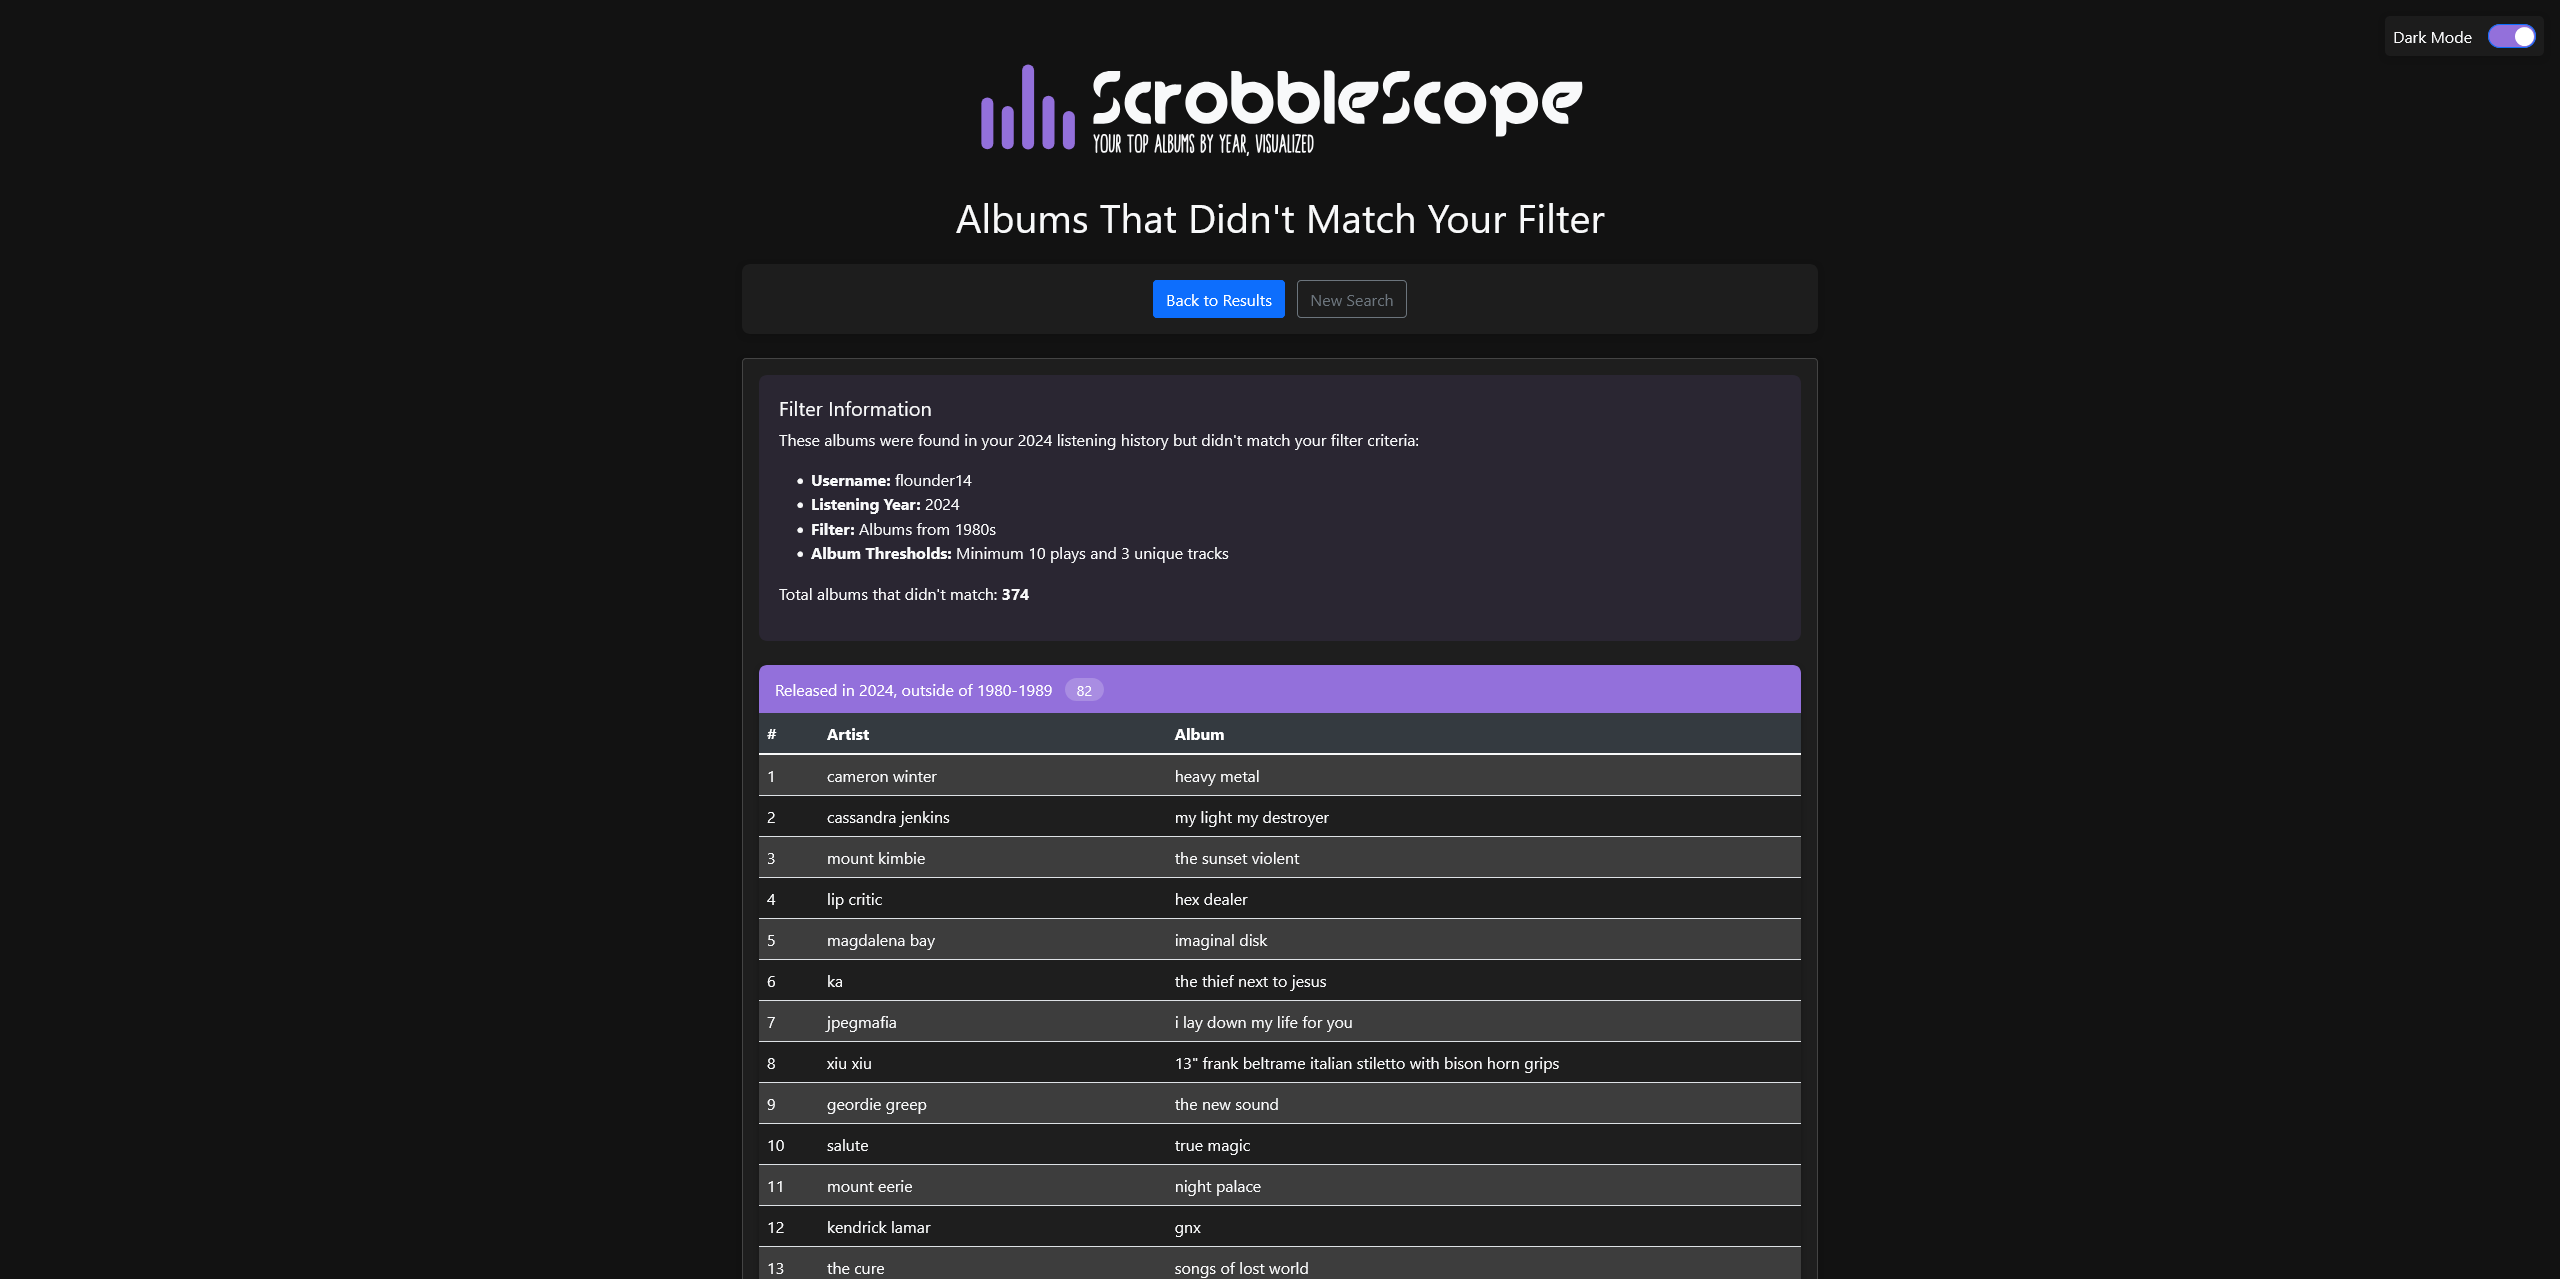 Dark Mode
ScrobbleScope
YOUR TOP ALBUMS BY YEAR, VISUALIZED
Albums That Didn't Match Your Filter
Back to Results New Search
Filter Information
These albums were found in your 2024 listening history but didn't match your filter criteria:
• Username: flounder14
• Listening Year: 2024
• Filter: Albums from 1980s
• Album Thresholds: Minimum 10 plays and 3 unique tracks
Total albums that didn't match: 374
Released in 2024, outside of 1980-1989 82
# Artist Album
1 cameron winter heavy metal
2 cassandra jenkins my light my destroyer
3 mount kimbie the sunset violent
4 lip critic hex dealer
5 magdalena bay imaginal disk
6 ka the thief next to jesus
7 jpegmafia i lay down my life for you
8 xiu xiu 13" frank beltrame italian stiletto with bison horn grips
9 geordie greep the new sound
10 salute true magic
11 mount eerie night palace
12 kendrick lamar gnx
13 the cure songs of lost world